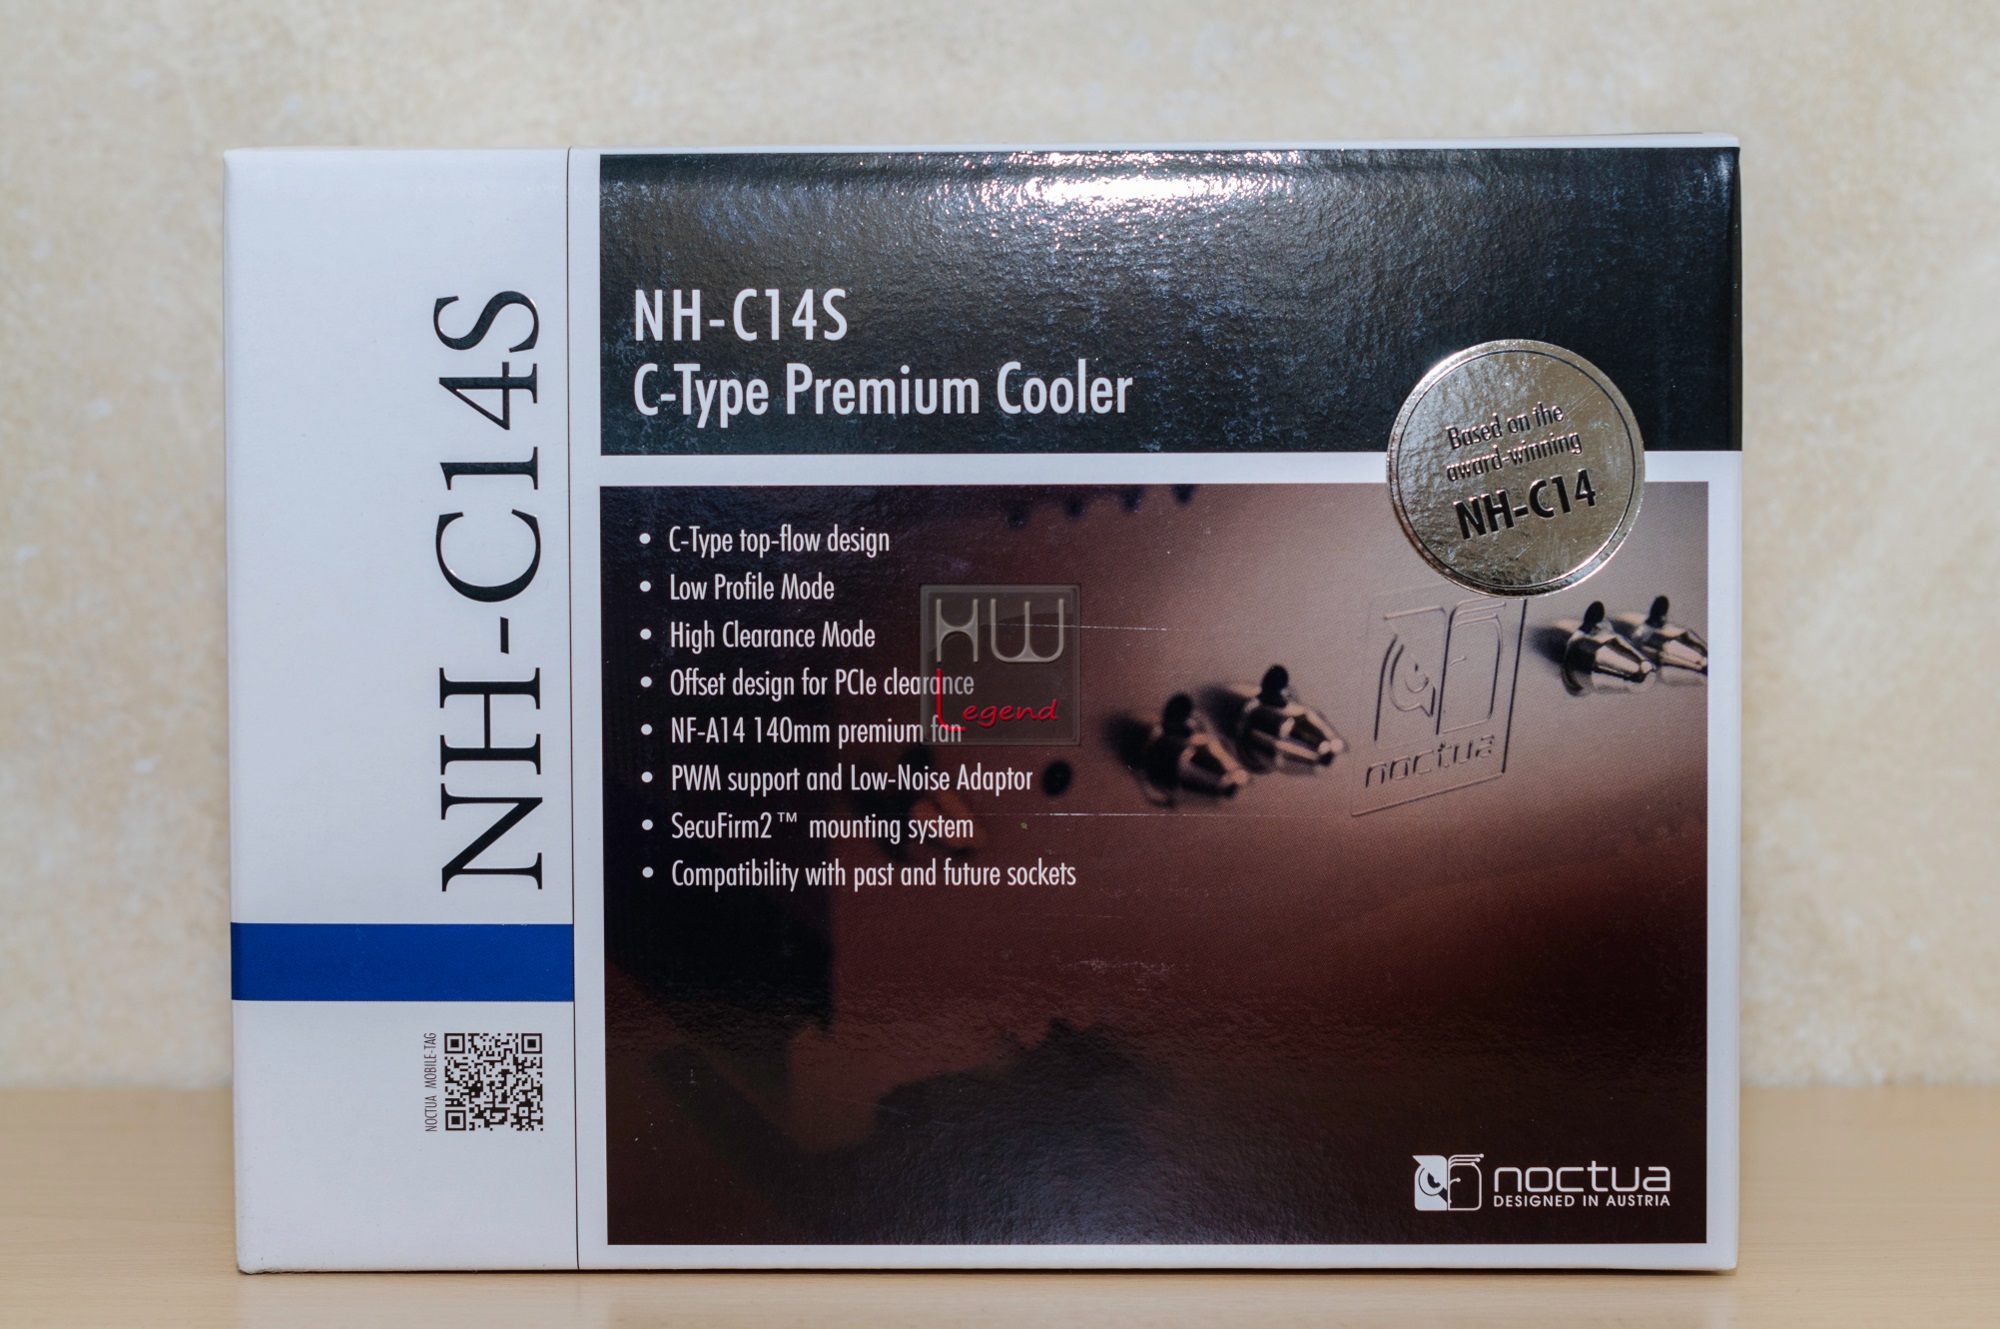 NH-C14S
NOCTUA MOBILE-TAG
NH-C14S
C-Type Premium Cooler
Based on the
award-winning
NH-C14
• C-Type top-flow design
• Low Profile Mode
• High Clearance Mode
• Offset design for PCIe clearance
• NF-A14 140mm premium fan
• PWM support and Low-Noise Adaptor
• SecuFirm2™ mounting system
• Compatibility with past and future sockets
HW
Legend
noctua
noctua
DESIGNED IN AUSTRIA